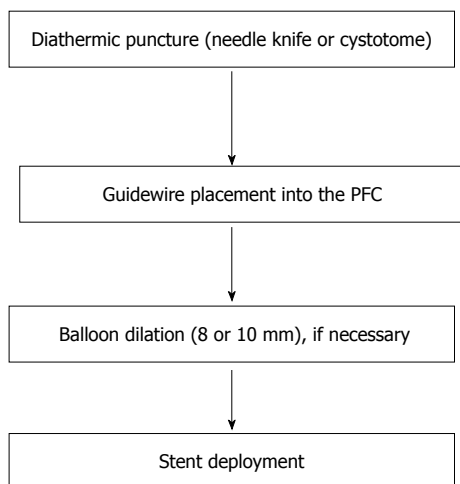 Diathermic puncture (needle knife or cystotome)
Guidewire placement into the PFC
Balloon dilation (8 or 10 mm), if necessary
Stent deployment